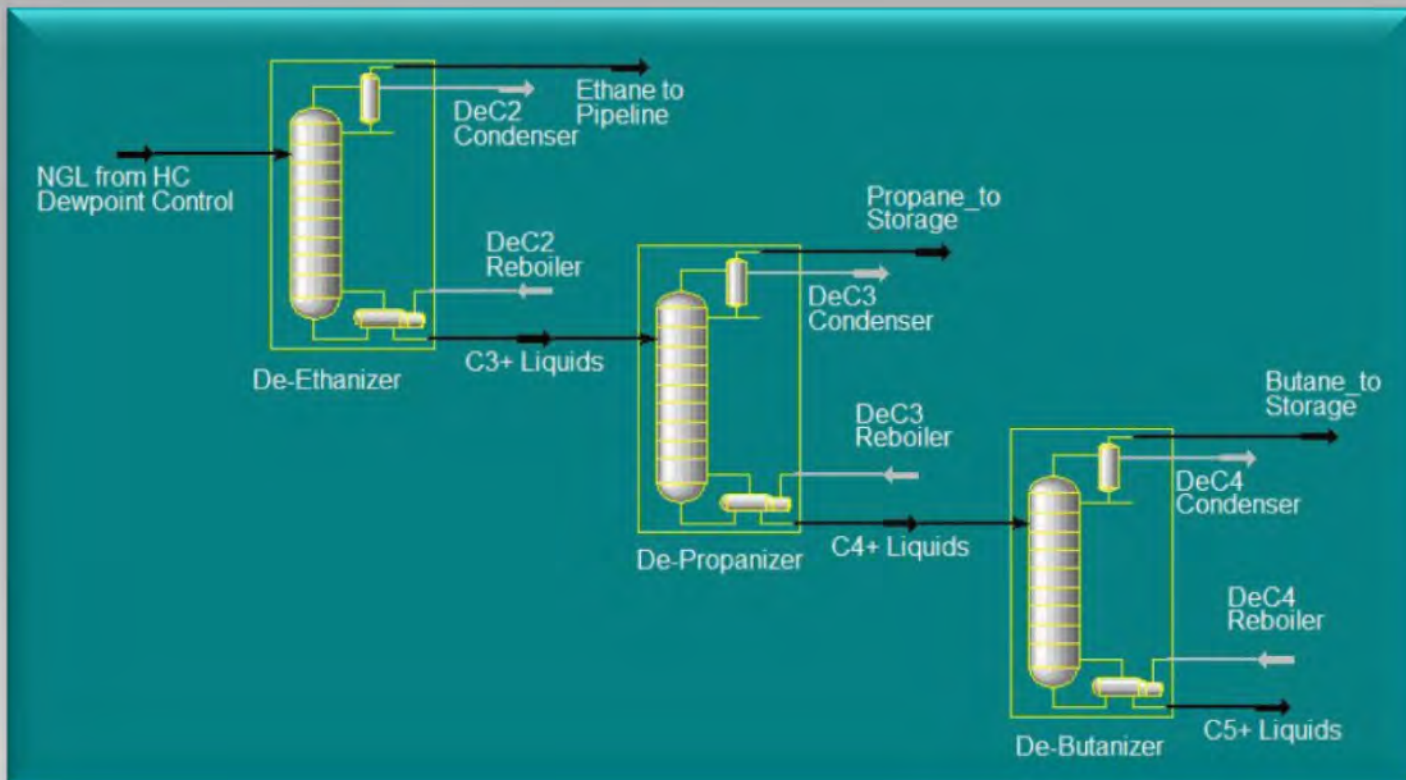 Ethane to
Pipeline
DeC2
Condenser
NGL from HC
Dewpoint Control
Propane_to
Storage
DeC2
Reboiler
DeC3
Condenser
C3+ Liquids
De-Ethanizer
Butane_to
Storage
DeC3
Reboiler
DeC4
Condenser
C4+ Liquids
De-Propanizer
DeC4
Reboiler
C5+ Liquids
De-Butanizer